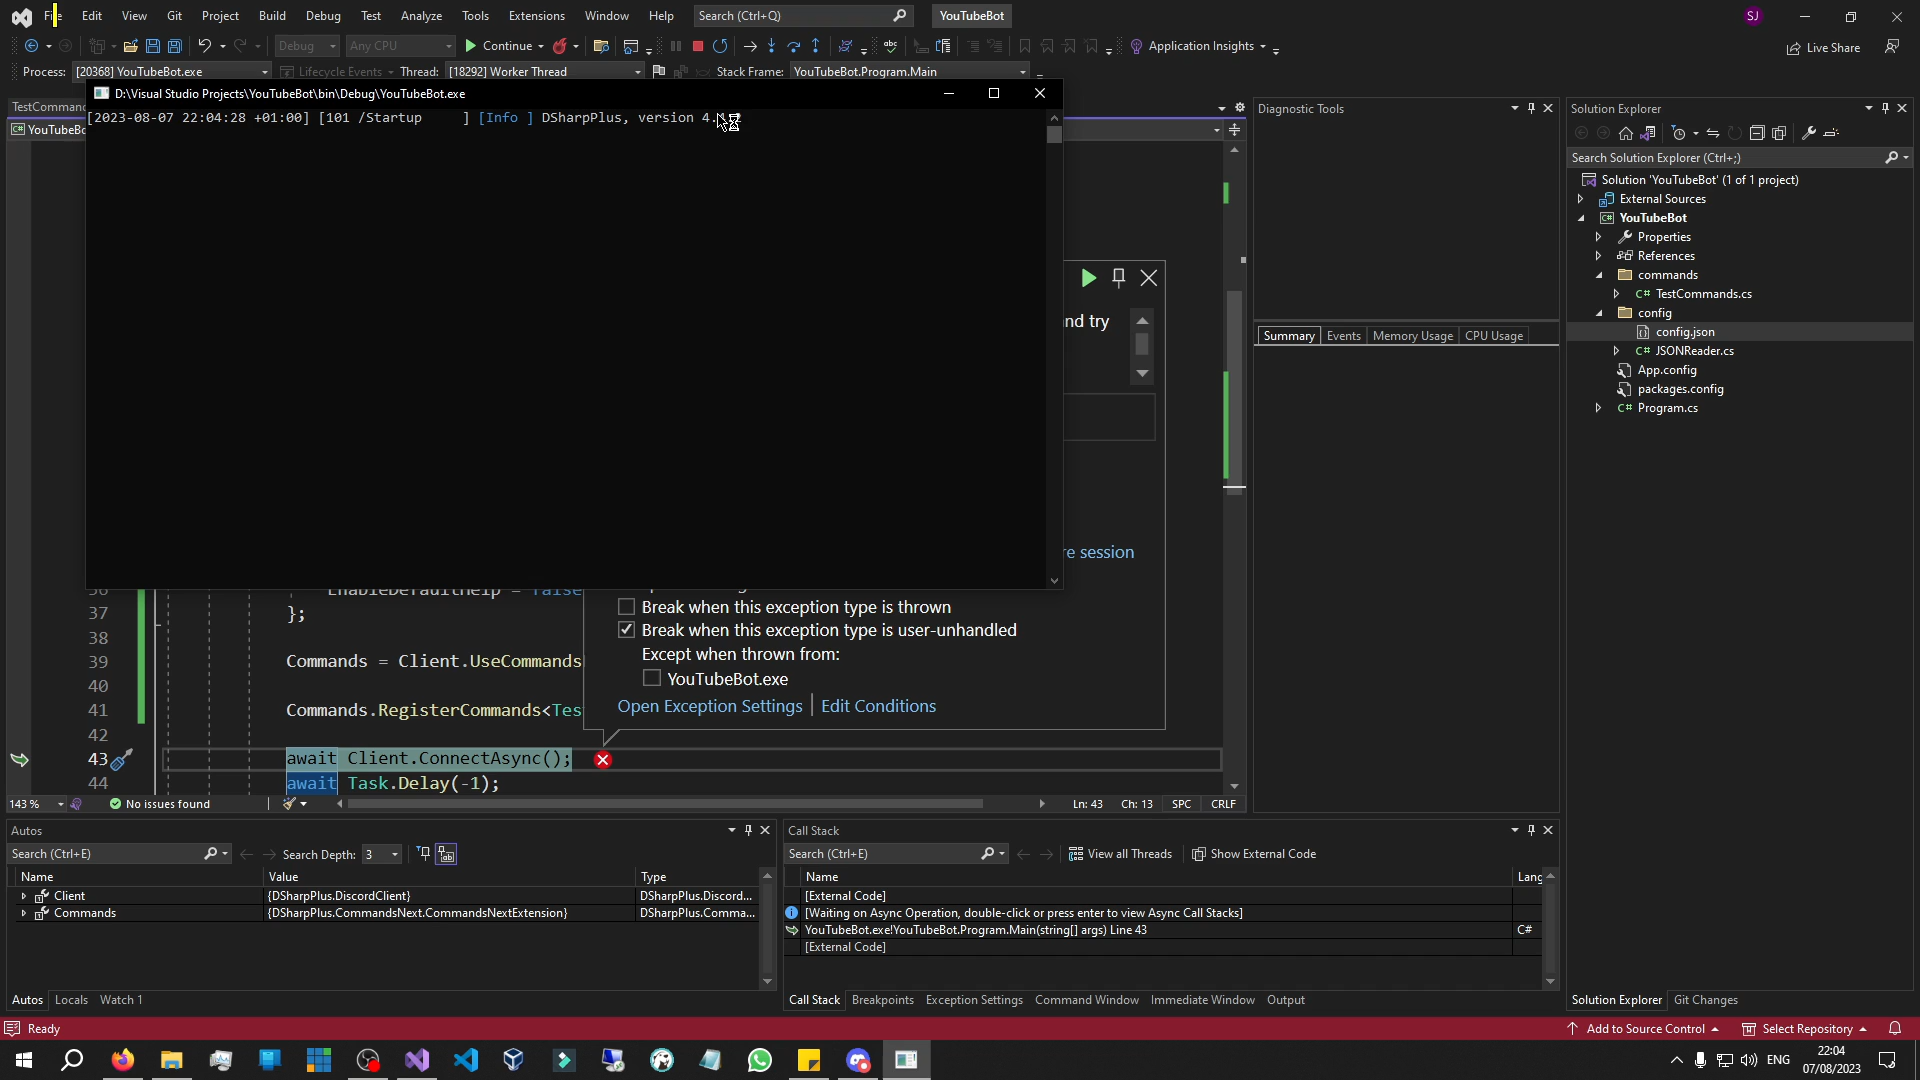 File Edit View Git Project Build Debug Test Analyze Tools Extensions Window Help Search (Ctrl+Q) YouTubeBot SJ
Debug Any CPU Continue Application Insights Live Share
Process: [20368] YouTubeBot.exe Lifecycle Events Thread: [18292] Worker Thread Stack Frame: YouTubeBot.Program.Main
D:\Visual Studio Projects\YouTubeBot\bin\Debug\YouTubeBot.exe
[2023-08-07 22:04:28 +01:00] [101 /Startup ] [Info ] DSharpPlus, version
TestCommand
C# YouTubeBo
nd try
re session
Break when this exception type is thrown
Break when this exception type is user-unhandled
Except when thrown from:
YouTubeBot.exe
Open Exception Settings Edit Conditions
37 };
38
39 Commands = Client.UseCommands
40
41 Commands.RegisterCommands<Tes
42
43 await Client.ConnectAsync();
44 await Task.Delay(-1);
143 % No issues found Ln: 43 Ch: 13 SPC CRLF
Diagnostic Tools
Summary Events Memory Usage CPU Usage
Solution Explorer
Search Solution Explorer (Ctrl+;)
Solution 'YouTubeBot' (1 of 1 project)
External Sources
C# YouTubeBot
Properties
References
commands
C# TestCommands.cs
config
config.json
C# JSONReader.cs
App.config
packages.config
C# Program.cs
Solution Explorer Git Changes
Autos
Search (Ctrl+E) Search Depth: 3
Name Value Type
Client {DSharpPlus.DiscordClient} DSharpPlus.Discord...
Commands {DSharpPlus.CommandsNext.CommandsNextExtension} DSharpPlus.Comma...
Autos Locals Watch 1
Call Stack
Search (Ctrl+E) View all Threads Show External Code
Name Lang
[External Code]
[Waiting on Async Operation, double-click or press enter to view Async Call Stacks]
YouTubeBot.exe!YouTubeBot.Program.Main(string[] args) Line 43 C#
[External Code]
Call Stack Breakpoints Exception Settings Command Window Immediate Window Output
Ready Add to Source Control Select Repository
ENG 22:04
07/08/2023